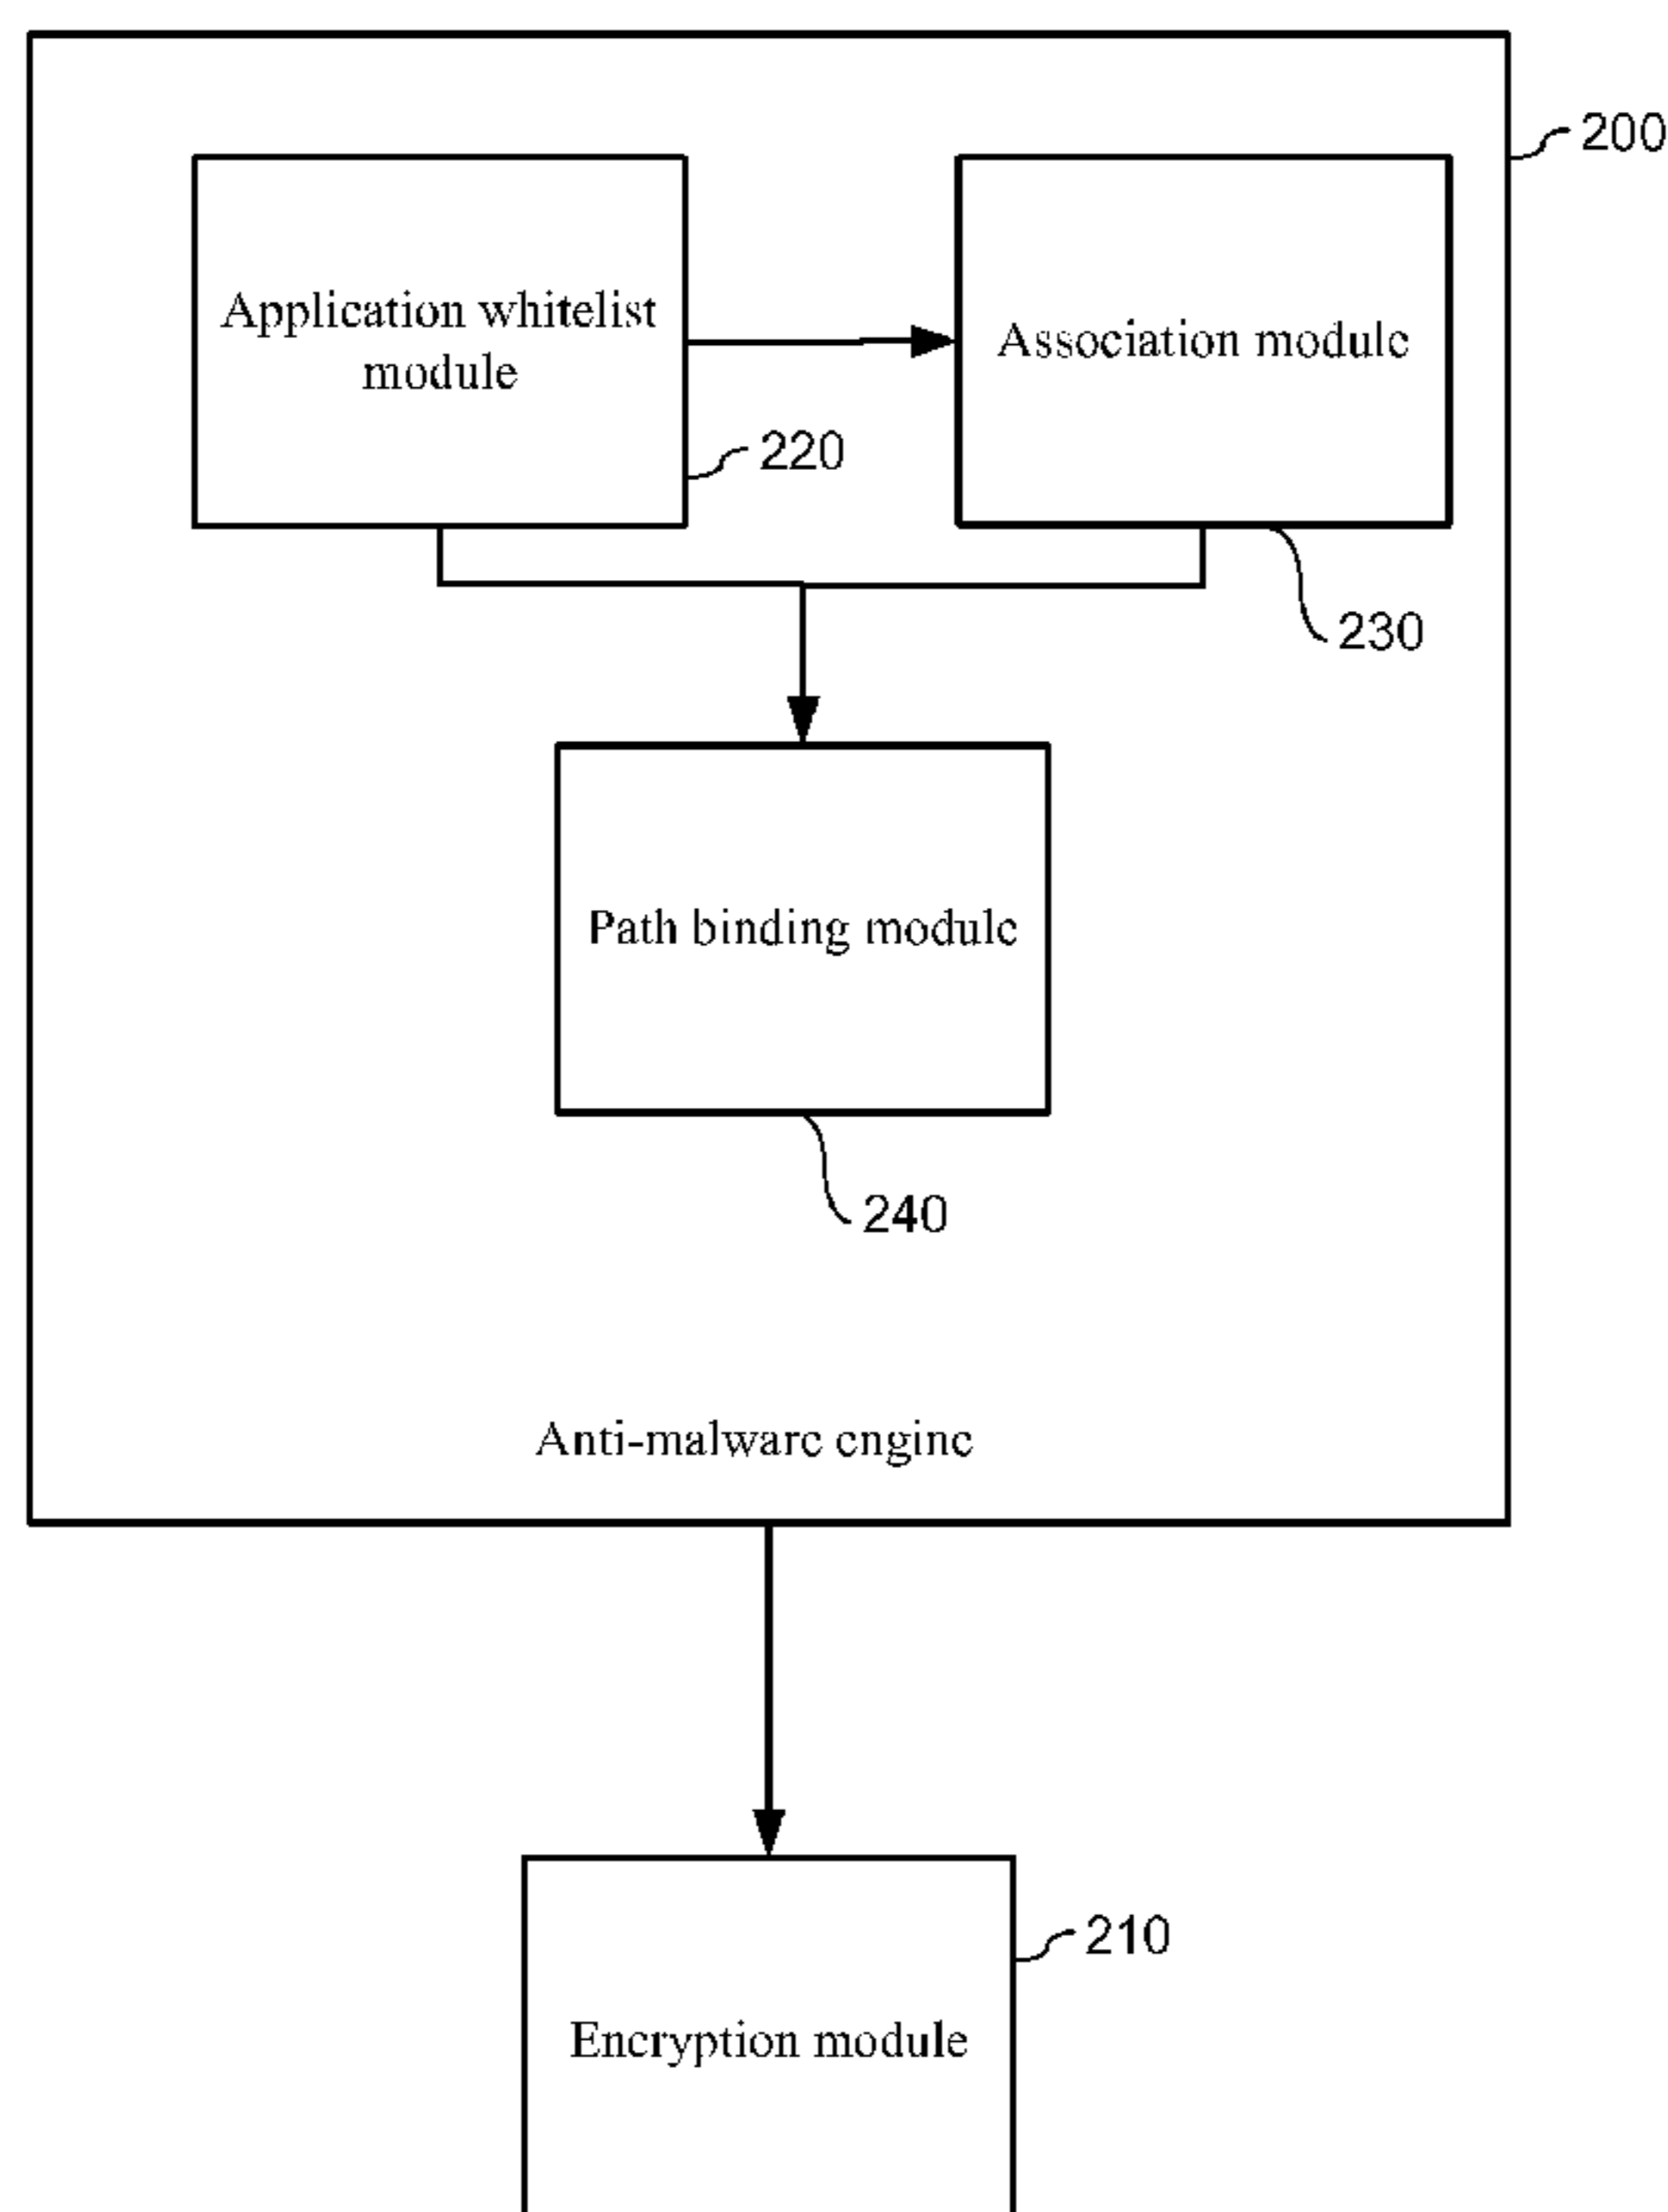 200
Application whitelist
module
220
Association module
230
Path binding module
240
Anti-malware engine
210
Encryption module